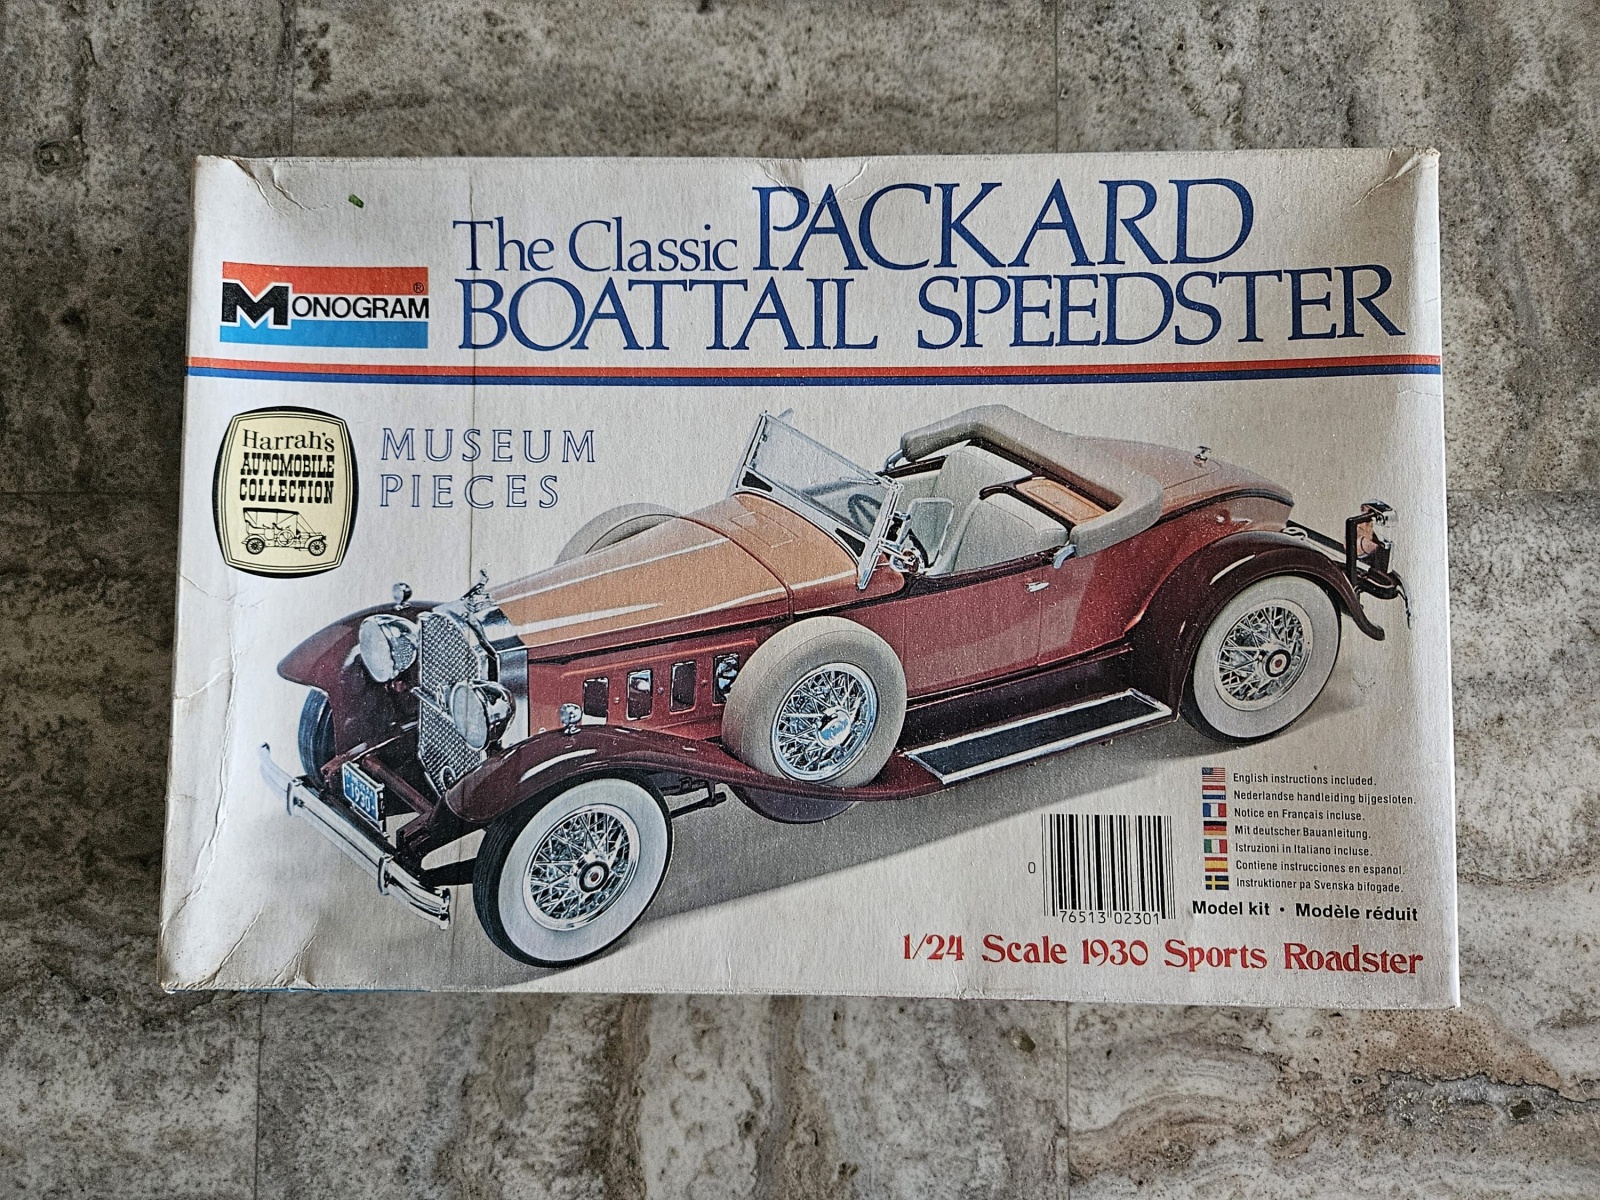 The Classic PACKARD
BOATTAIL SPEEDSTER
MONOGRAM®
Harrah's
AUTOMOBILE
COLLECTION
MUSEUM
PIECES
1930
English instructions included.
Nederlandse handleiding bijgesloten.
Notice en Français incluse.
Mit deutscher Bauanleitung.
Istruzioni in Italiano incluse.
Contiene instrucciones en espanol.
Instruktioner pa Svenska bifogade.
0 76513 02301
Model kit • Modèle réduit
1/24 Scale 1930 Sports Roadster